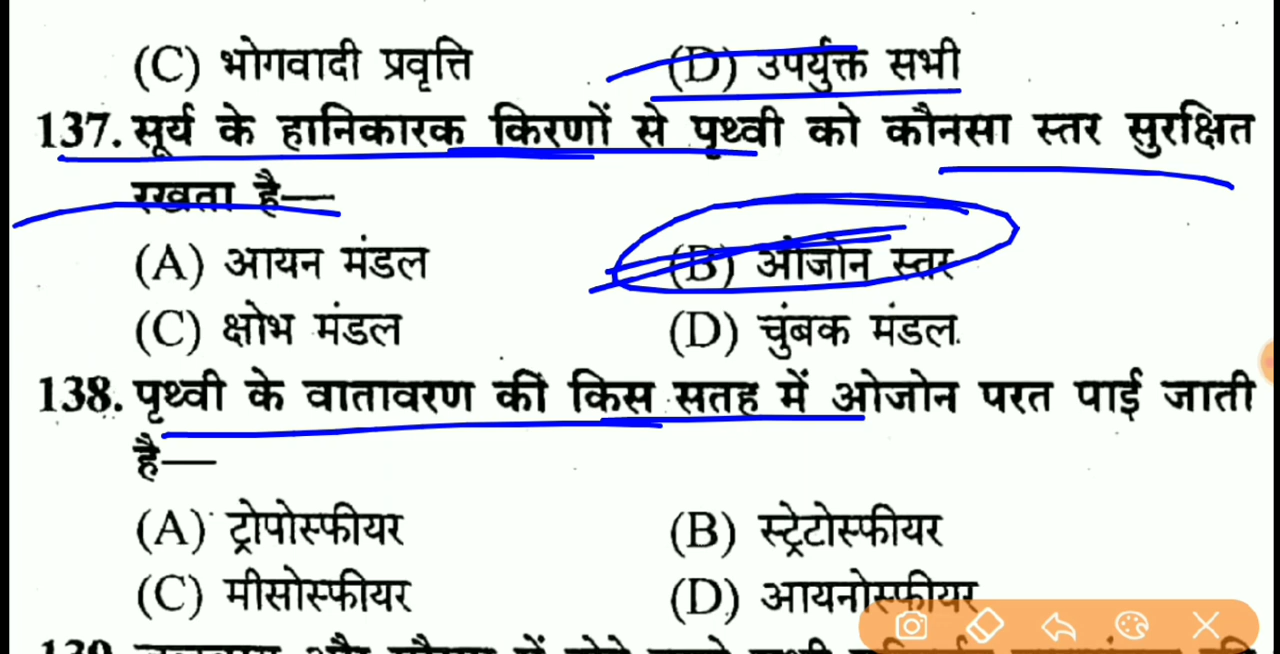 (C) भोगवादी प्रवृत्ति (D) उपर्युक्त सभी
137. सूर्य के हानिकारक किरणों से पृथ्वी को कौनसा स्तर सुरक्षित
रखता है—
(A) आयन मंडल (B) ओजोन स्तर
(C) क्षोभ मंडल (D) चुंबक मंडल
138. पृथ्वी के वातावरण की किस सतह में ओजोन परत पाई जाती
है—
(A) ट्रोपोस्फीयर (B) स्ट्रेटोस्फीयर
(C) मीसोस्फीयर (D) आयनोस्फीयर